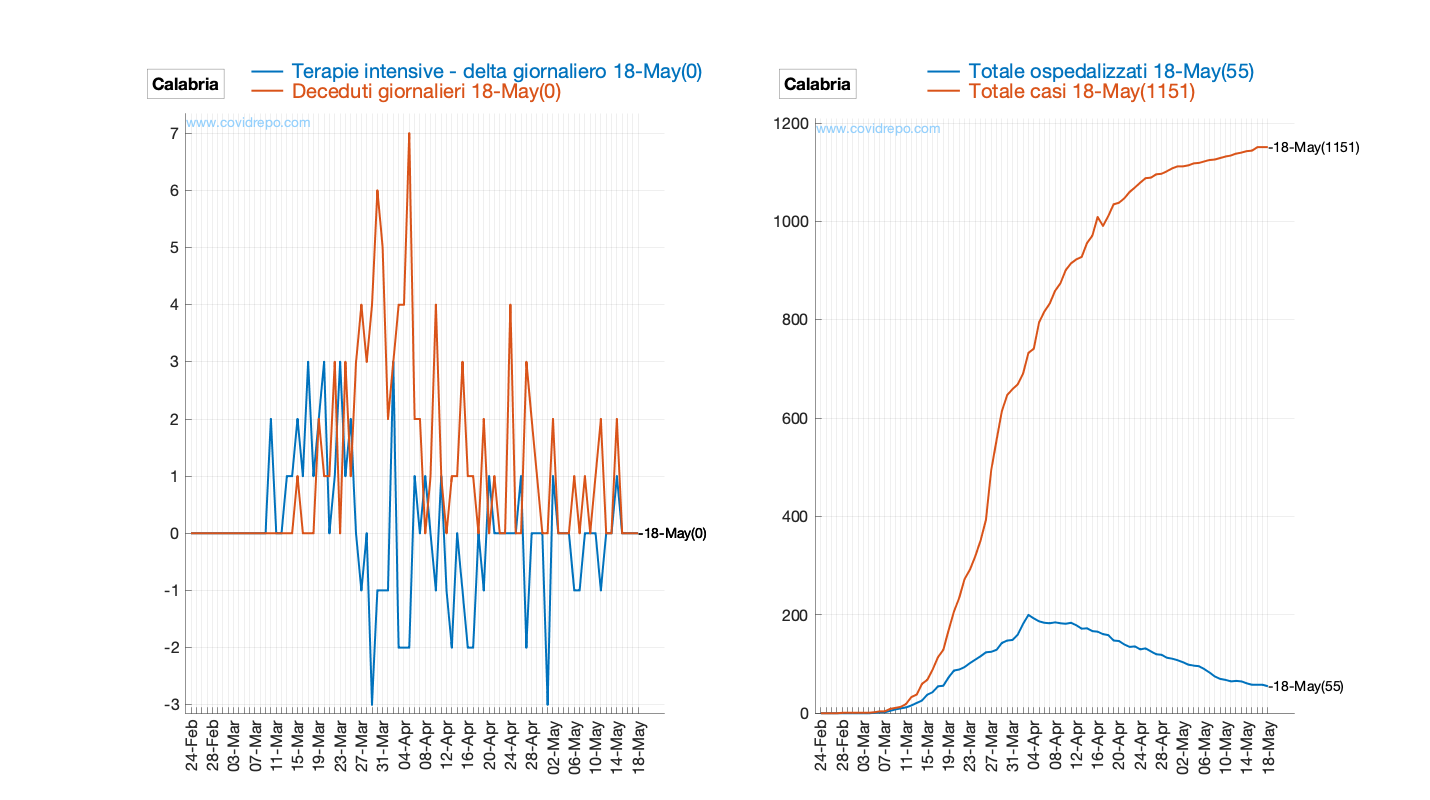 Calabria
Terapie intensive - delta giornaliero 18-May(0)
Deceduti giornalieri 18-May(0)
www.covidrepo.com
7
6
5
4
3
2
1
0
-1
-2
-3
-18-May(0)
24-Feb
28-Feb
03-Mar
07-Mar
11-Mar
15-Mar
19-Mar
23-Mar
27-Mar
31-Mar
04-Apr
08-Apr
12-Apr
16-Apr
20-Apr
24-Apr
28-Apr
02-May
06-May
10-May
14-May
18-May
Calabria
Totale ospedalizzati 18-May(55)
Totale casi 18-May(1151)
www.covidrepo.com
1200
1000
800
600
400
200
0
-18-May(1151)
-18-May(55)
24-Feb
28-Feb
03-Mar
07-Mar
11-Mar
15-Mar
19-Mar
23-Mar
27-Mar
31-Mar
04-Apr
08-Apr
12-Apr
16-Apr
20-Apr
24-Apr
28-Apr
02-May
06-May
10-May
14-May
18-May